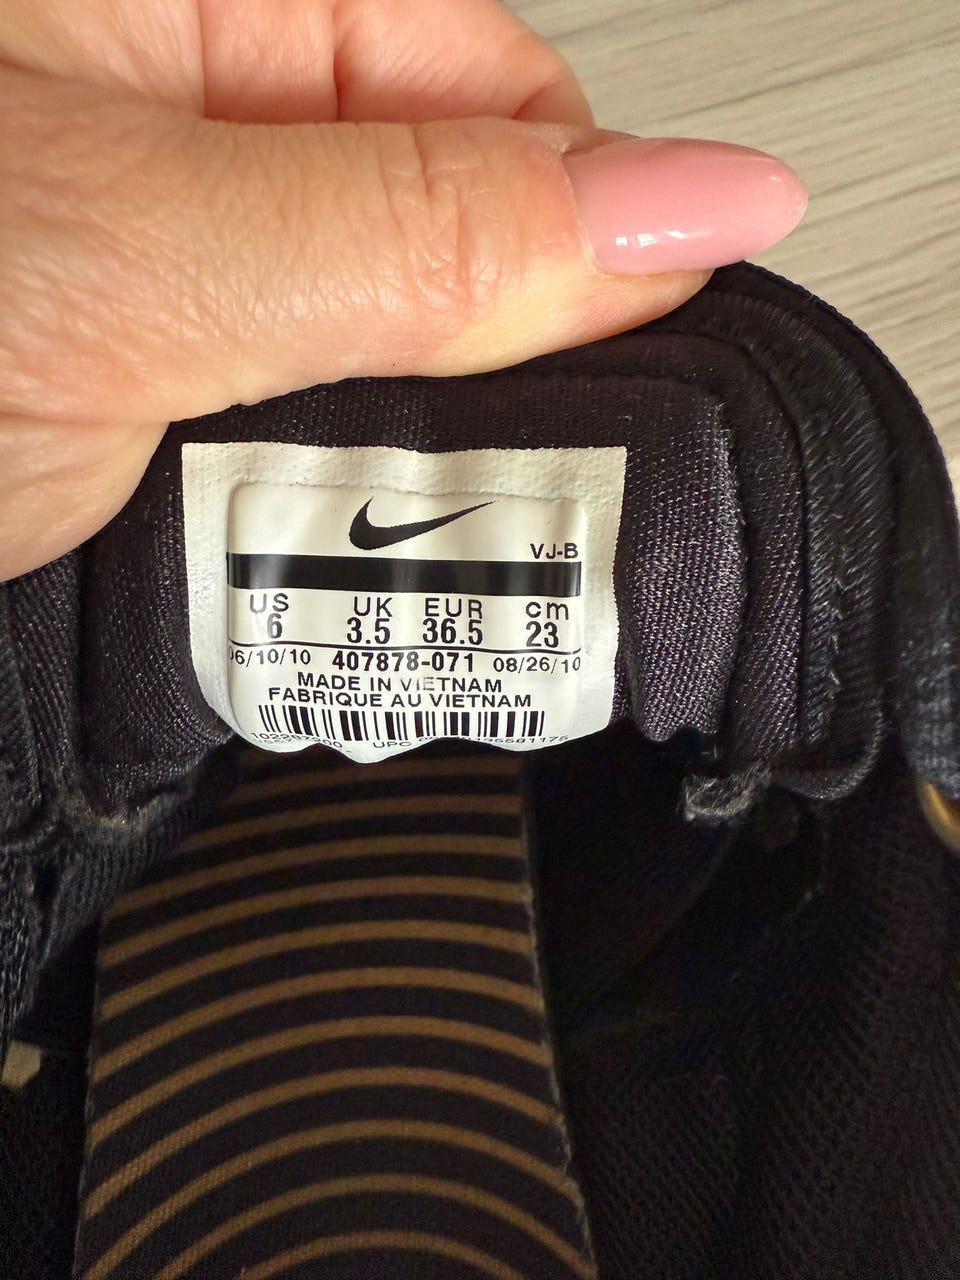 VJ-B
US UK EUR cm
6 3.5 36.5 23
06/10/10 407878-071 08/26/10
MADE IN VIETNAM
FABRIQUE AU VIETNAM
UPC